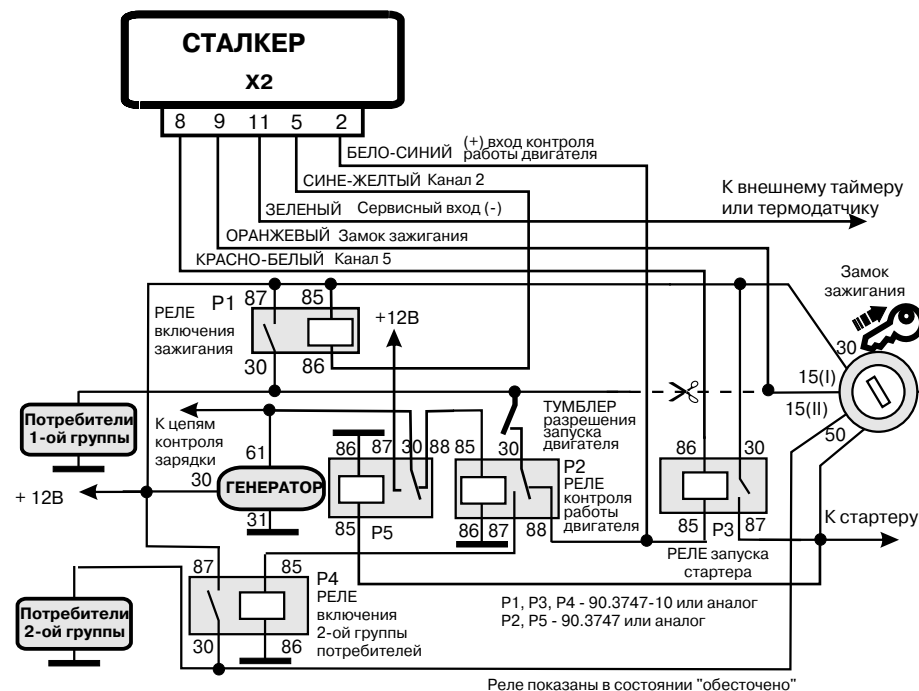 СТАЛКЕР
X2
8 9 11 5 2
БЕЛО-СИНИЙ (+) вход контроля
работы двигателя
СИНЕ-ЖЕЛТЫЙ Канал 2
ЗЕЛЕНЫЙ Сервисный вход (-)
К внешнему таймеру
или термодатчику
ОРАНЖЕВЫЙ Замок зажигания
КРАСНО-БЕЛЫЙ Канал 5
Замок
зажигания
P1 87 85
РЕЛЕ
включения
зажигания
30 86
+12В
30
15(I)
15(II)
50
Потребители
1-ой группы
К цепям
контроля
зарядки
ТУМБЛЕР
разрешения
запуска
двигателя
61
86 87 30 88 85 30
86 30
30 ГЕНЕРАТОР
+ 12В
31
85 P5
P2
РЕЛЕ
контроля
работы
двигателя
86 87 88
85 P3 87
К стартеру
РЕЛЕ запуска
стартера
87 85 P4
РЕЛЕ
включения
2-ой группы
потребителей
30 86
Потребители
2-ой группы
P1, P3, P4 - 90.3747-10 или аналог
P2, P5 - 90.3747 или аналог
Реле показаны в состоянии "обесточено"